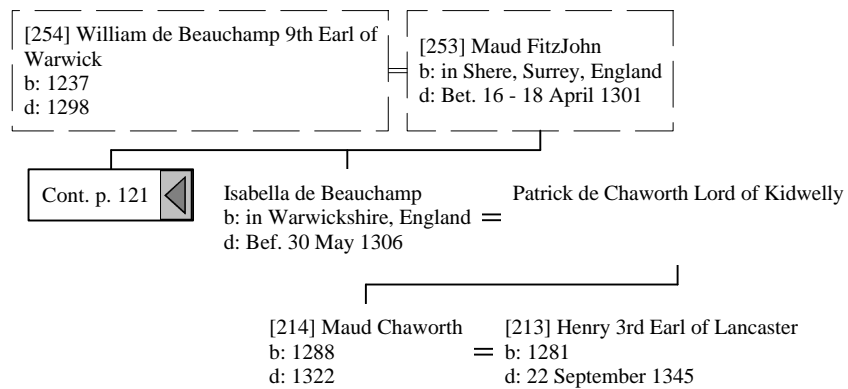 [254] William de Beauchamp 9th Earl of
Warwick
b: 1237
d: 1298
[253] Maud FitzJohn
b: in Shere, Surrey, England
d: Bet. 16 - 18 April 1301
Cont. p. 121
Isabella de Beauchamp
b: in Warwickshire, England
d: Bef. 30 May 1306
=
Patrick de Chaworth Lord of Kidwelly
[214] Maud Chaworth
b: 1288
d: 1322
=
[213] Henry 3rd Earl of Lancaster
b: 1281
d: 22 September 1345